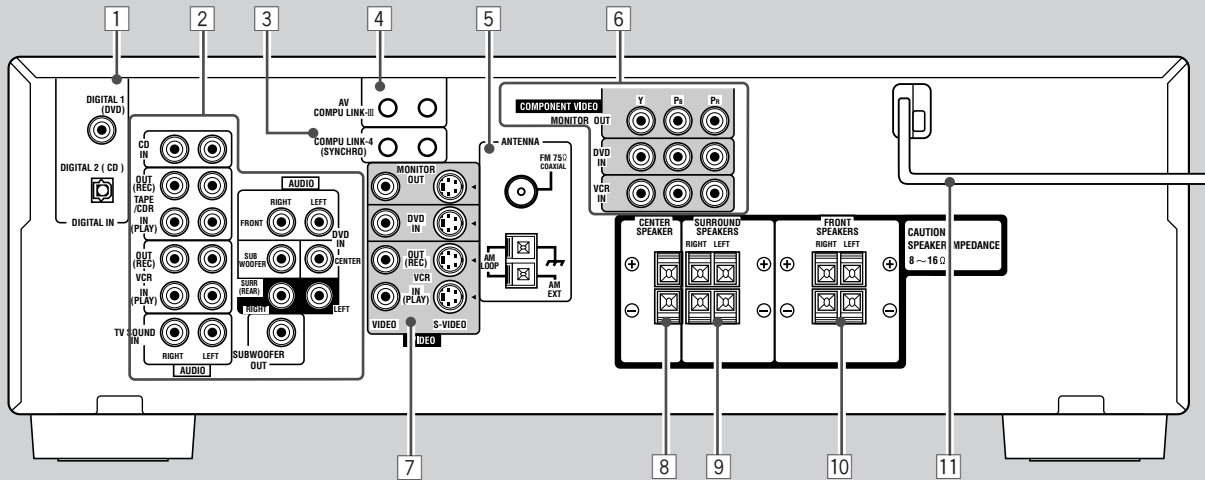 1
2
3
4
5
6
DIGITAL 1
(DVD)
DIGITAL 2 ( CD )
DIGITAL IN
CD
IN
OUT
(REC)
TAPE
/CDR
IN
(PLAY)
OUT
(REC)
VCR
IN
(PLAY)
TV SOUND
IN
RIGHT
LEFT
AUDIO
AUDIO
RIGHT
LEFT
FRONT
DVD
IN
SUB
WOOFER
CENTER
SURR
(REAR)
RIGHT
LEFT
SUBWOOFER
OUT
AV
COMPU LINK-III
COMPU LINK-4
(SYNCHRO)
MONITOR
OUT
DVD
IN
OUT
(REC)
VCR
IN
(PLAY)
VIDEO
S-VIDEO
VIDEO
ANTENNA
FM 75Ω
COAXIAL
AM
LOOP
AM
EXT
COMPONENT VIDEO
Y
PB
PR
MONITOR OUT
DVD
IN
VCR
IN
CENTER
SPEAKER
SURROUND
SPEAKERS
RIGHT
LEFT
FRONT
SPEAKERS
RIGHT
LEFT
+
−
+
−
+
−
+
−
CAUTION
SPEAKER IMPEDANCE
8～16 Ω
7
8
9
10
11